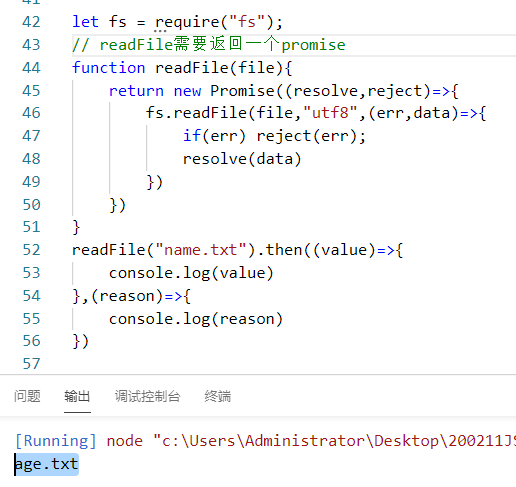 41
42 let fs = require("fs");
43 // readFile需要返回一个promise
44 function readFile(file){
45     return new Promise((resolve,reject)=>{
46         fs.readFile(file,"utf8",(err,data)=>{
47             if(err) reject(err);
48             resolve(data)
49         })
50     })
51 }
52 readFile("name.txt").then((value)=>{
53     console.log(value)
54 },(reason)=>{
55     console.log(reason)
56 })
57
问题 输出 调试控制台 终端
[Running] node "c:\Users\Administrator\Desktop\200211JS
age.txt